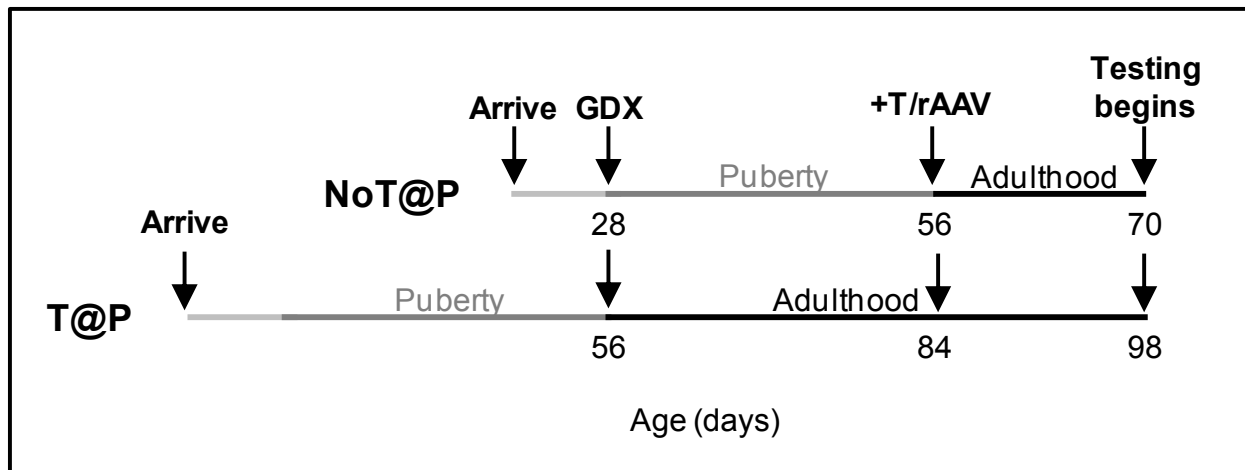 Testing
begins
Arrive GDX +T/rAAV
NoT@P Puberty Adulthood
28 56 70
Arrive
T@P Puberty Adulthood
56 84 98
Age (days)